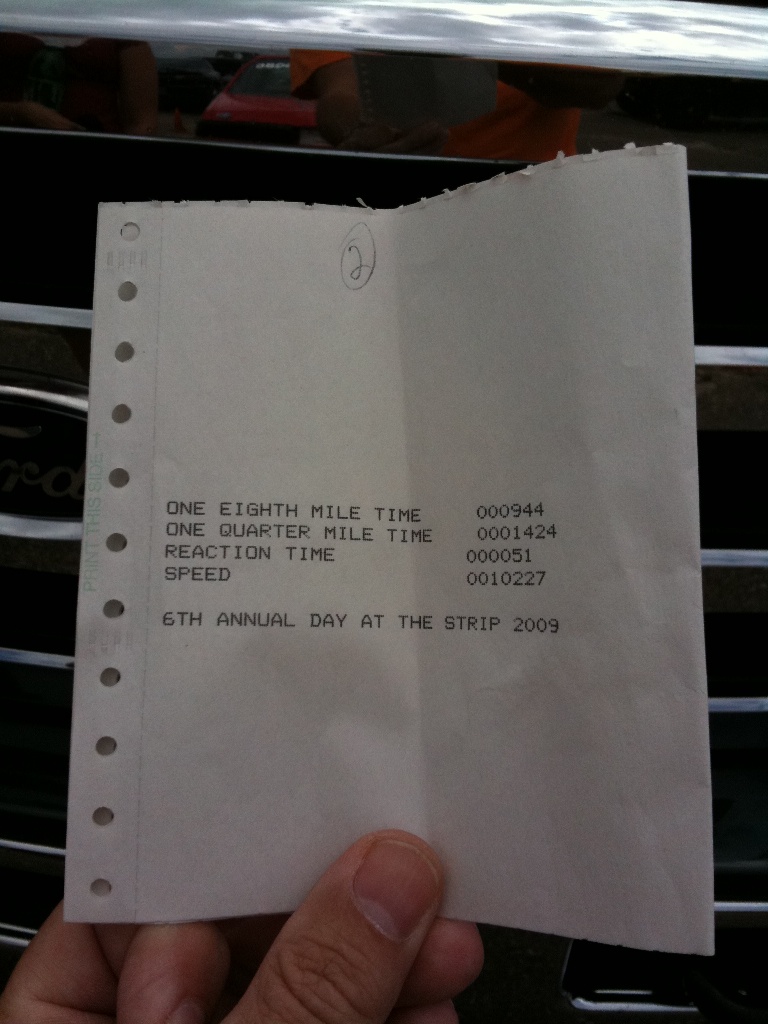 2
ONE EIGHTH MILE TIME 000944
ONE QUARTER MILE TIME 0001424
REACTION TIME 000051
SPEED 0010227
6TH ANNUAL DAY AT THE STRIP 2009
PRINT THIS SIDE
rd